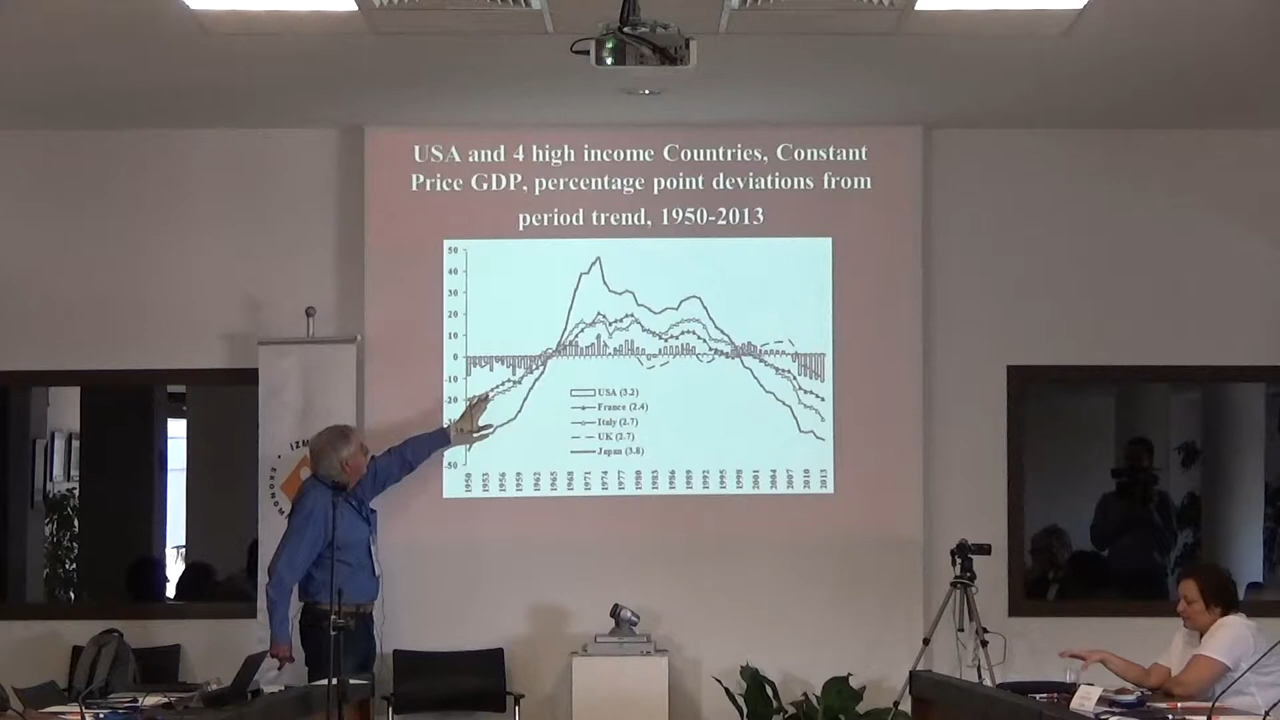 USA and 4 high income Countries, Constant
Price GDP, percentage point deviations from
period trend, 1950-2013
50
40
30
20
10
0
-10
-20
-50
USA (3.2)
France (2.4)
Italy (2.7)
UK (2.7)
Japan (3.8)
1950 1953 1956 1959 1962 1965 1968 1971 1974 1977 1980 1983 1986 1989 1992 1995 1998 2001 2004 2007 2010 2013
İZM
EKONOM